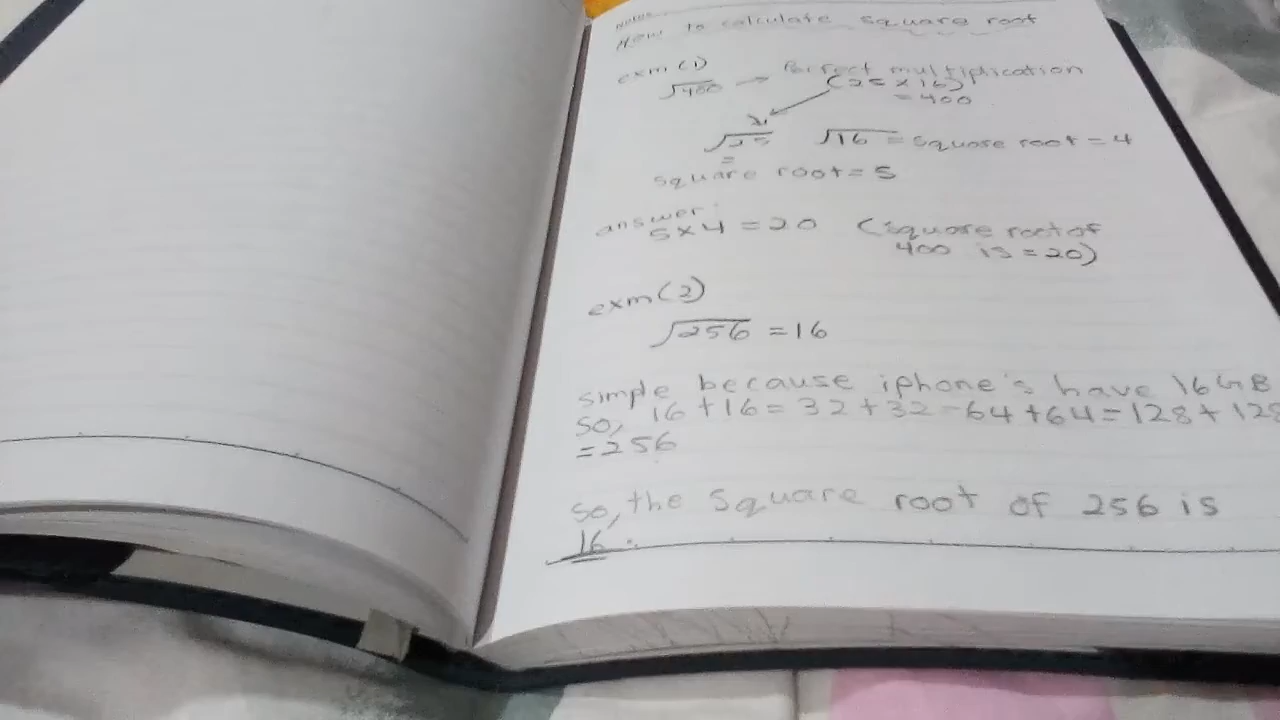 Notes
How to calculate square root
exm(1)
√400 → Perfect multiplication
(25 x 16)
= 400
√25 √16 = square root = 4
=
square root = 5
answer:
5 x 4 = 20 (square root of
400 is = 20)
exm(2)
√256 = 16
simple because iphone's have 16GB
so, 16 + 16 = 32 + 32 = 64 + 64 = 128 + 128
= 256
so, the square root of 256 is
16.